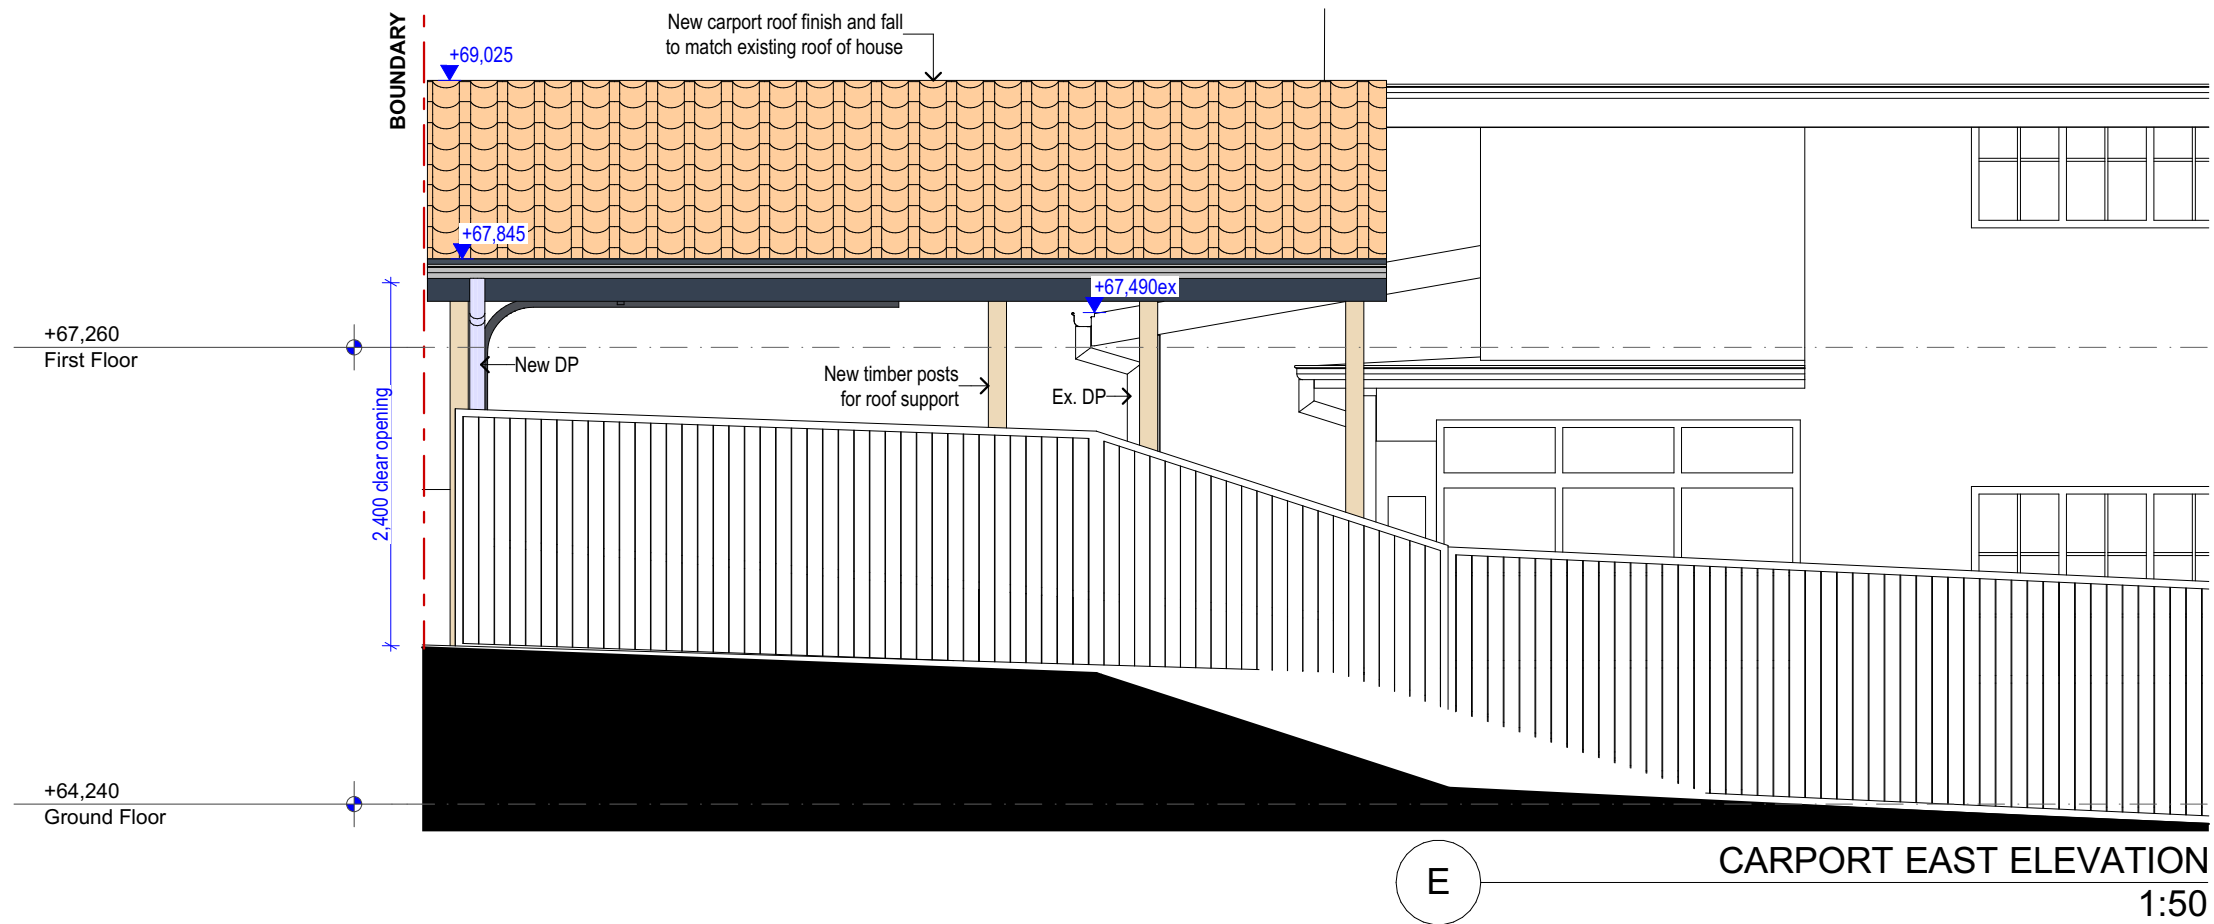 BOUNDARY
New carport roof finish and fall
to match existing roof of house
+69,025
+67,845
+67,490ex
+67,260
First Floor
New DP
New timber posts
for roof support
Ex. DP
2,400 clear opening
+64,240
Ground Floor
E
CARPORT EAST ELEVATION
1:50